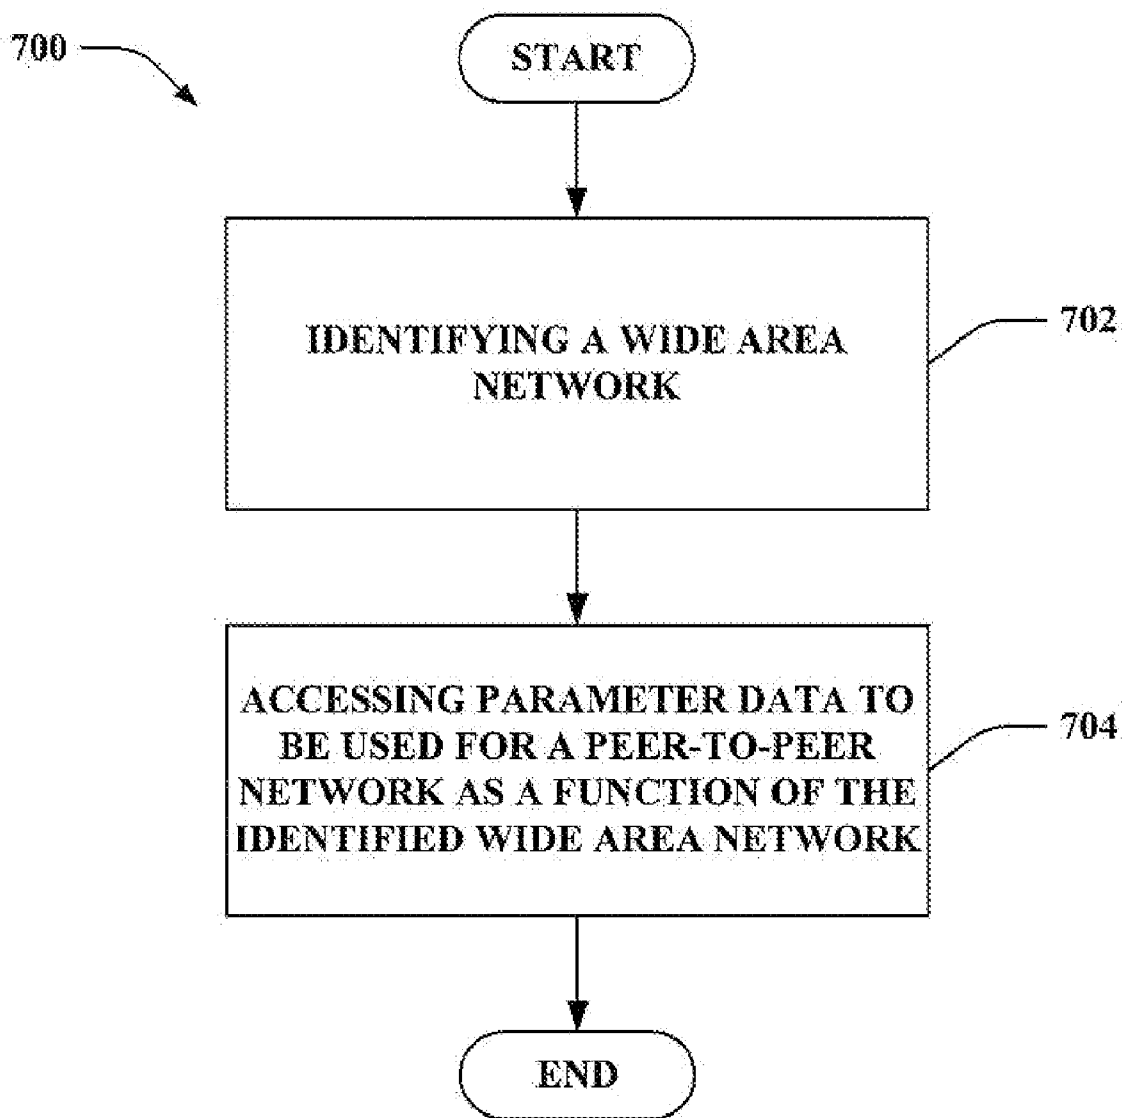 700
START
IDENTIFYING A WIDE AREA
NETWORK
702
ACCESSING PARAMETER DATA TO
BE USED FOR A PEER-TO-PEER
NETWORK AS A FUNCTION OF THE
IDENTIFIED WIDE AREA NETWORK
704
END